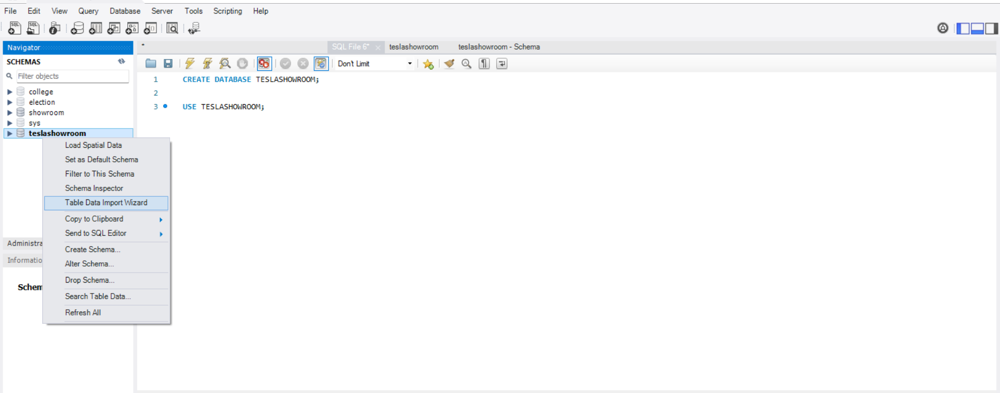 File Edit View Query Database Server Tools Scripting Help
SQL SQL
Navigator
SQL File 6* × teslashowroom teslashowroom - Schema
SCHEMAS
Don't Limit
Filter objects
1 CREATE DATABASE TESLASHOWROOM;
college
2
election
3 USE TESLASHOWROOM;
showroom
sys
teslashowroom
Load Spatial Data
Set as Default Schema
Filter to This Schema
Schema Inspector
Table Data Import Wizard
Copy to Clipboard
Send to SQL Editor
Administra
Create Schema...
Informatio
Alter Schema...
Drop Schema...
Schem
Search Table Data...
Refresh All